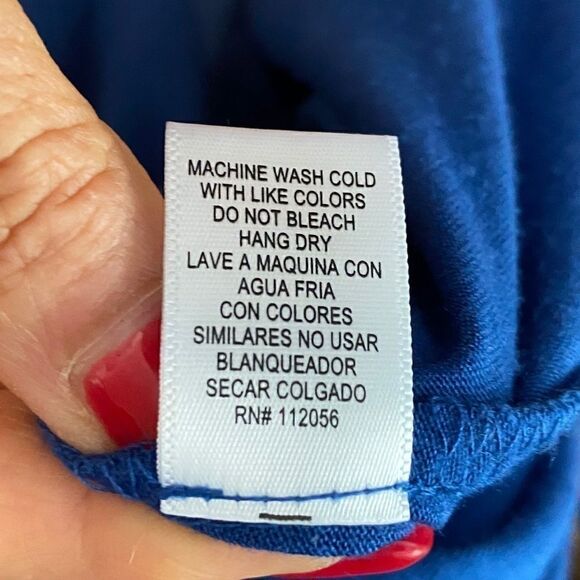 MACHINE WASH COLD
WITH LIKE COLORS
DO NOT BLEACH
HANG DRY
LAVE A MAQUINA CON
AGUA FRIA
CON COLORES
SIMILARES NO USAR
BLANQUEADOR
SECAR COLGADO
RN# 112056